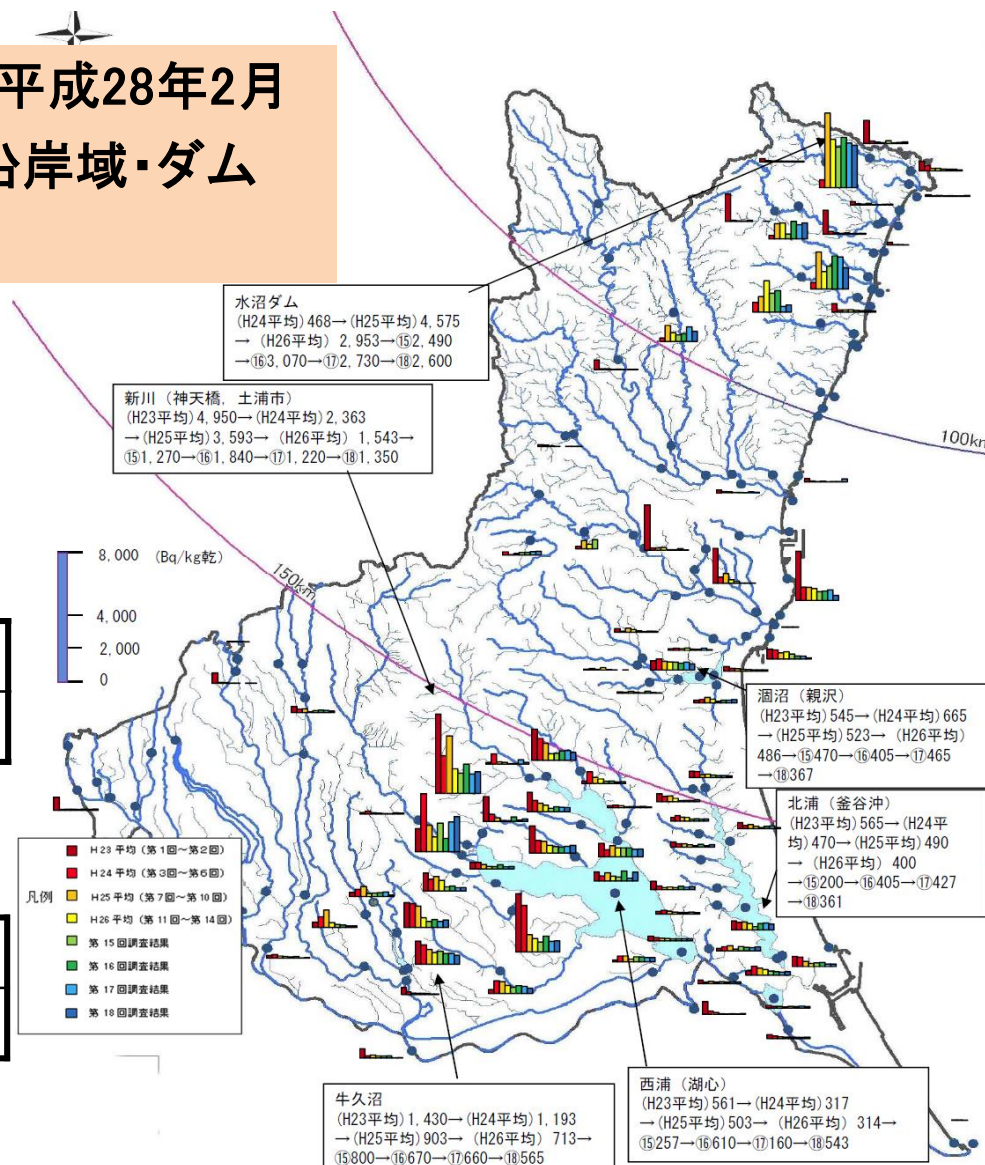 平成28年2月
沿岸域・ダム
水沼ダム
(H24平均)468→(H25平均)4,575
→ (H26平均) 2,953→⑮2,490
→⑯3,070→⑰2,730→⑱2,600
新川（神天橋，土浦市）
(H23平均)4,950→(H24平均)2,363
→(H25平均)3,593→ (H26平均) 1,543→
⑮1,270→⑯1,840→⑰1,220→⑱1,350
100km
8,000 (Bq/kg乾)
4,000
2,000
0
150km
涸沼（親沢）
(H23平均)545→(H24平均)665
→(H25平均)523→ (H26平均)
486→⑮470→⑯405→⑰465
→⑱367
北浦（釜谷沖）
(H23平均)565→(H24平
均)470→(H25平均)490
→ (H26平均) 400
→⑮200→⑯405→⑰427
→⑱361
凡例
H23平均（第1回～第2回）
H24平均（第3回～第6回）
H25平均（第7回～第10回）
H26平均（第11回～第14回）
第15回調査結果
第16回調査結果
第17回調査結果
第18回調査結果
牛久沼
(H23平均)1,430→(H24平均)1,193
→(H25平均)903→ (H26平均) 713→
⑮800→⑯670→⑰660→⑱565
西浦（湖心）
(H23平均)561→(H24平均)317
→(H25平均)503→ (H26平均) 314→
⑮257→⑯610→⑰160→⑱543